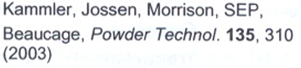 Kammler, Jossen, Morrison, SEP,
Beaucage, Powder Technol. 135, 310
(2003)